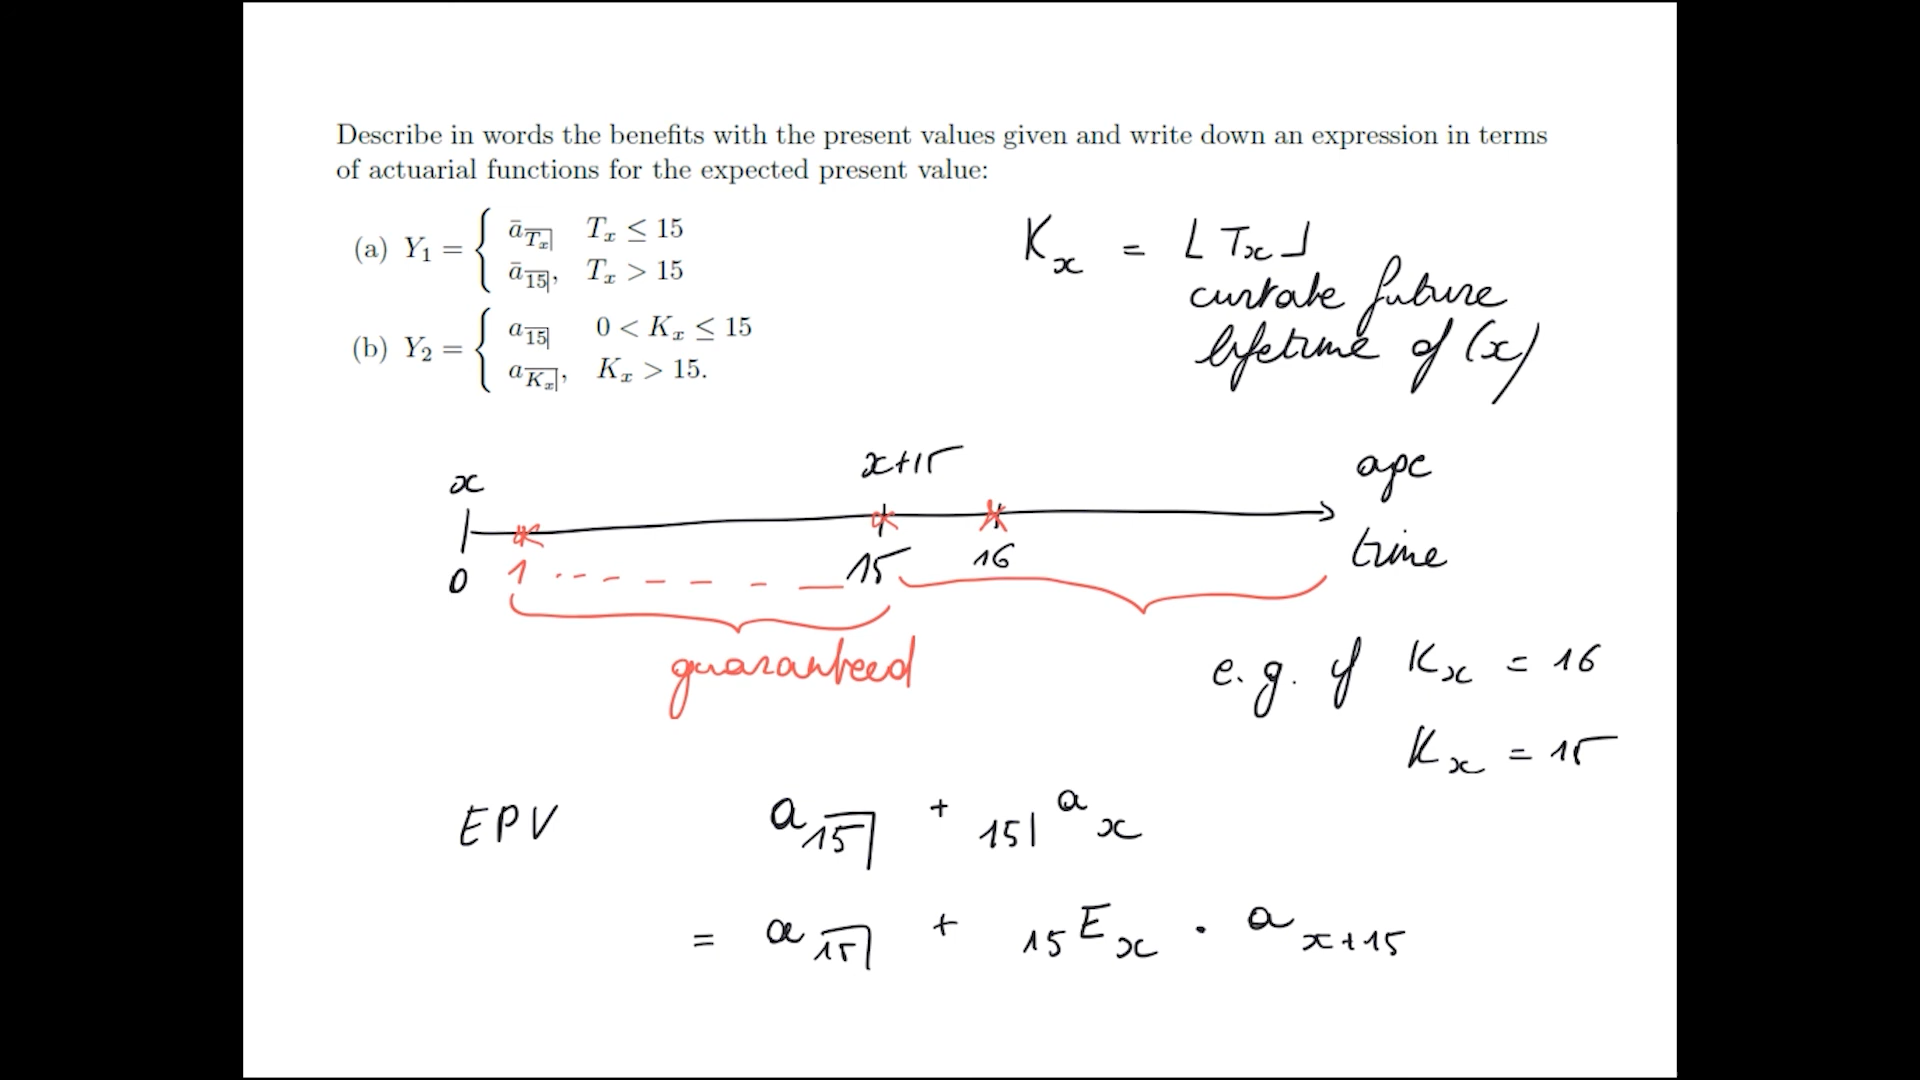 Describe in words the benefits with the present values given and write down an expression in terms
of actuarial functions for the expected present value:
(a) Y₁ = { ā_{T_x|} T_x ≤ 15
ā_{15|}, T_x > 15
(b) Y₂ = { a_{15|} 0 < K_x ≤ 15
a_{K_x|}, K_x > 15.
K_x = ⌊T_x⌋
curtate future
lifetime of (x)
x x+15 age
0 1 15 16 time
guaranteed
e.g. if K_x = 16
K_x = 15
EPV a_{15|} + 15|a_x
= a_{15|} + 15E_x · a_{x+15}